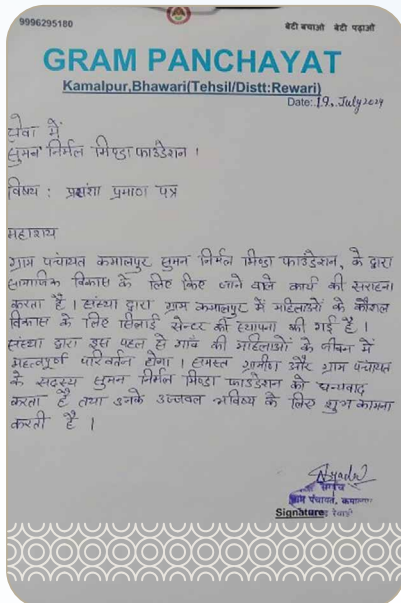 9996295180
बेटी बचाओ बेटी पढ़ाओ
GRAM PANCHAYAT
Kamalpur,Bhawari(Tehsil/Distt:Rewari)
Date: 19. July 2024
सेवा में
सुमन निर्मल मिण्डा फाउंडेशन ।
विषय : प्रशंशा प्रमाण पत्र
महाशय
ग्राम पंचायत कमालपुर सुमन निर्मल मिण्डा फाउंडेशन, के द्वारा
सामाजिक विकास के लिए किए जाने वाले कार्य की सराहना
करता है । संस्था द्वारा ग्राम कमालपुर में महिलाओं के कौशल
विकास के लिए सिलाई सेन्टर की स्थापना की गई है ।
संस्था द्वारा इस पहल से गाँव की महिलाओं के जीवन में
महत्वपूर्ण परिवर्तन होगा । समस्त ग्रामीण और ग्राम पंचायत
के सदस्य सुमन निर्मल मिण्डा फाउंडेशन को धन्यवाद
करता है तथा उनके उज्जवल भविष्य के लिए शुभ कामना
करती है ।
सरपंच
ग्राम पंचायत,
Signature रेवाड़ी